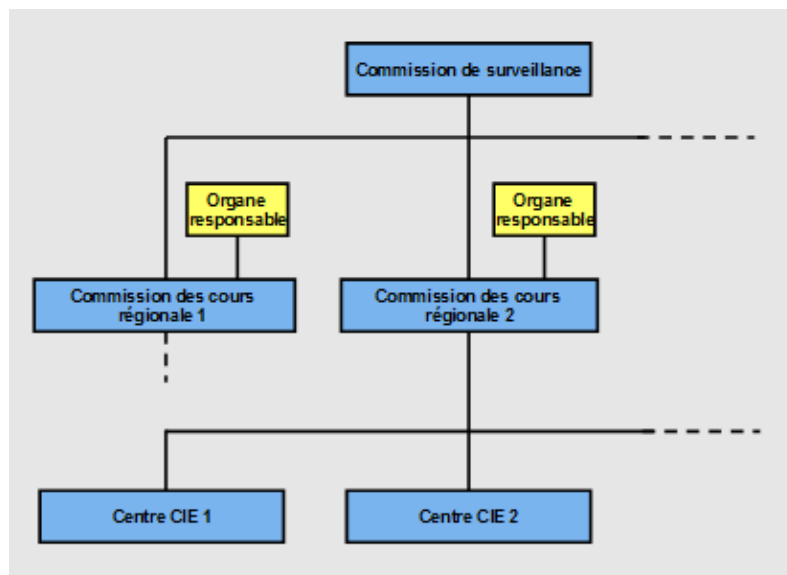 Commission de surveillance
Organe
responsable
Organe
responsable
Commission des cours
régionale 1
Commission des cours
régionale 2
Centre CIE 1
Centre CIE 2